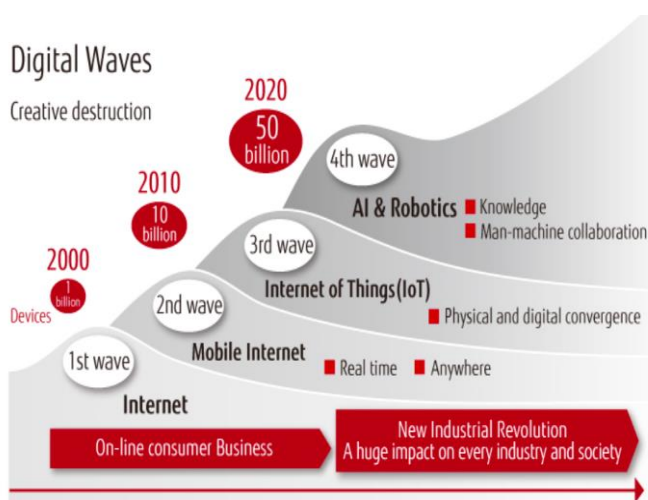 Digital Waves
Creative destruction
2020
50
billion
4th wave
AI & Robotics
Knowledge
Man-machine collaboration
2010
10
billion
3rd wave
Internet of Things(IoT)
Physical and digital convergence
2000
1
billion
Devices
2nd wave
Mobile Internet
Real time
Anywhere
1st wave
Internet
On-line consumer Business
New Industrial Revolution
A huge impact on every industry and society